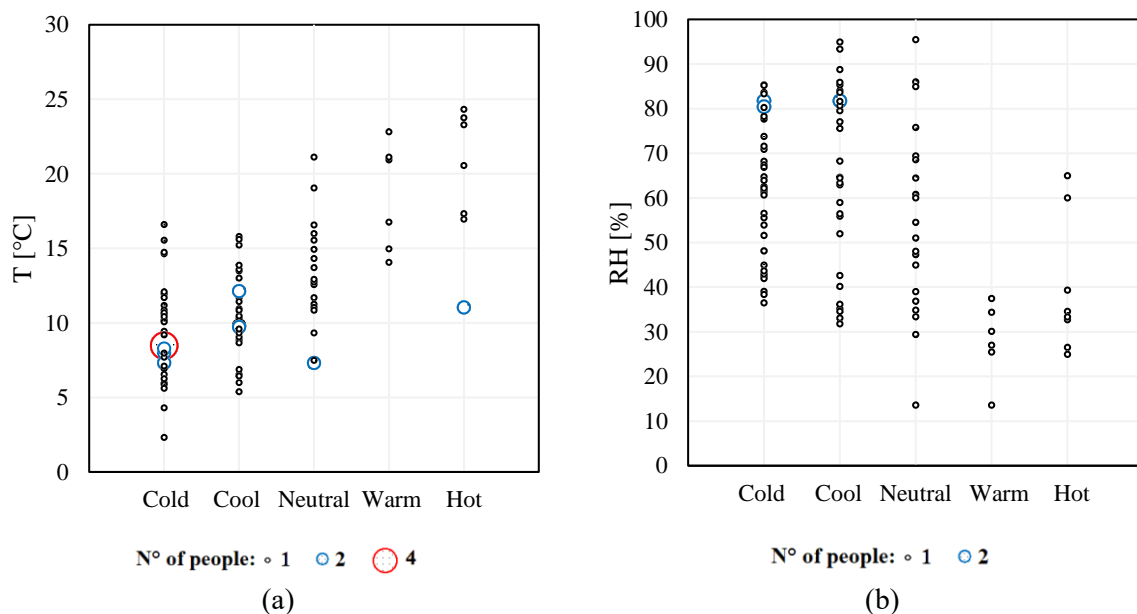 T [°C]
30
25
20
15
10
5
0
Cold Cool Neutral Warm Hot
N° of people: 1 2 4
(a)
RH [%]
100
90
80
70
60
50
40
30
20
10
0
Cold Cool Neutral Warm Hot
N° of people: 1 2
(b)